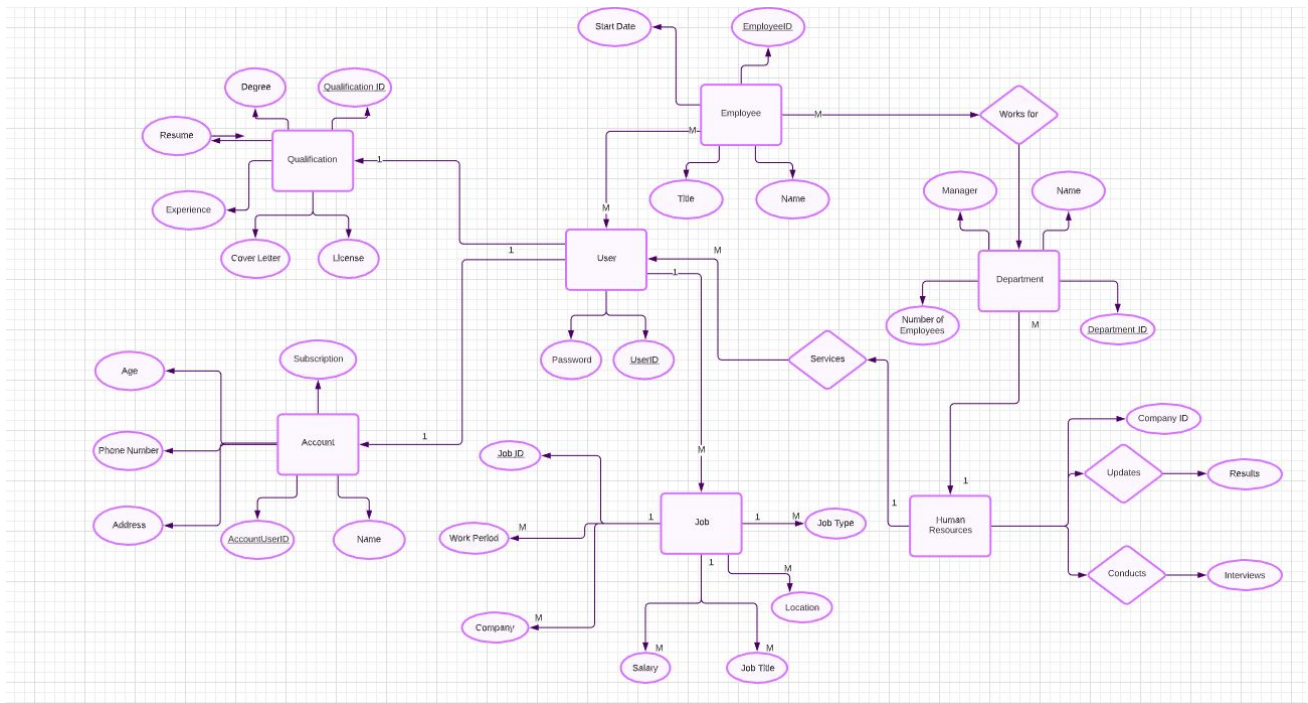 Start Date
EmployeeID
Degree
Qualification ID
Employee
M
Works for
Resume
M
Qualification
1
Manager
Name
Title
Name
Experience
M
Cover Letter
License
1
User
M
1
Department
Number of
Employees
Department ID
M
Password
UserID
Services
Subscription
Age
Company ID
1
Account
Phone Number
M
Job ID
Updates
Results
1
1
Address
AccountUserID
Name
Work Period
M
1
Job
1
M
Job Type
Human
Resources
1
M
Conducts
Interviews
Location
Company
M
M
M
Salary
Job Title